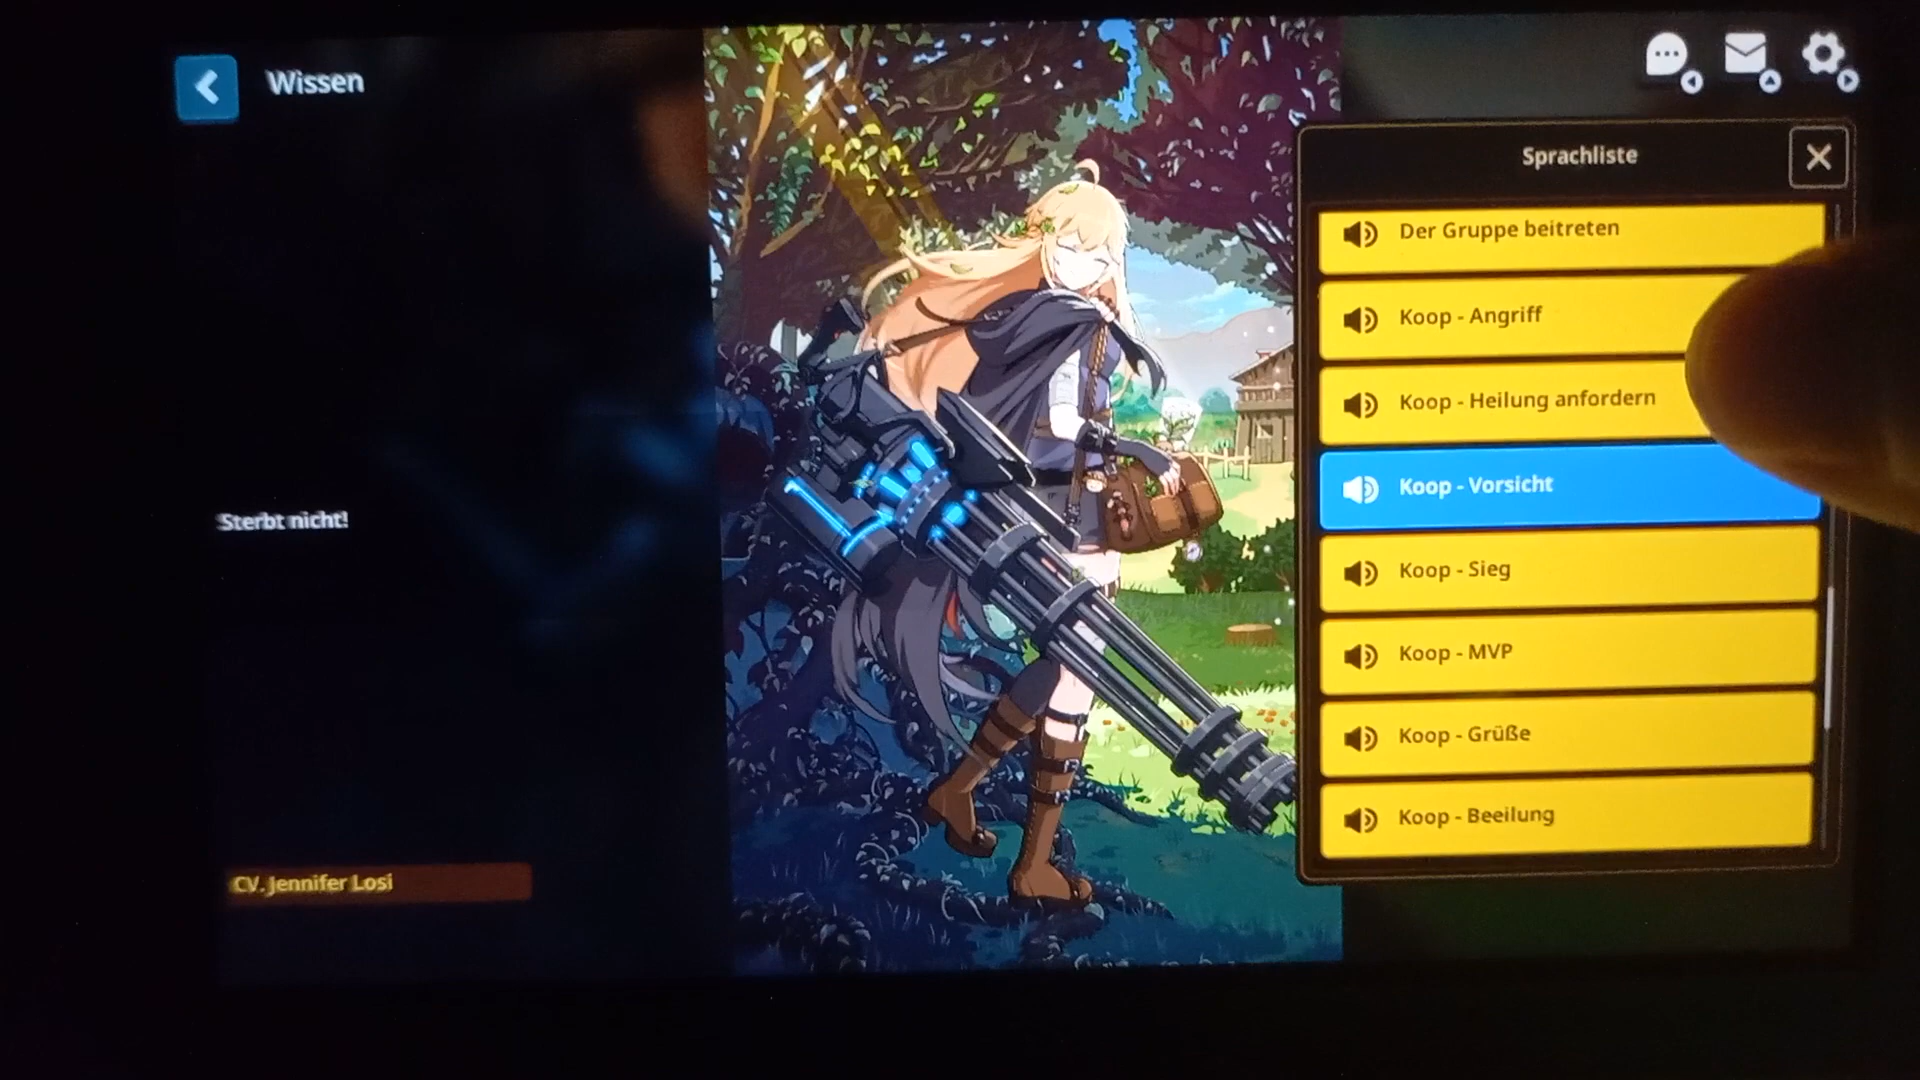 Wissen
Sprachliste
Der Gruppe beitreten
Koop - Angriff
Koop - Heilung anfordern
Koop - Vorsicht
Koop - Sieg
Koop - MVP
Koop - Grüße
Koop - Beeilung
Sterbt nicht!
CV. Jennifer Losi